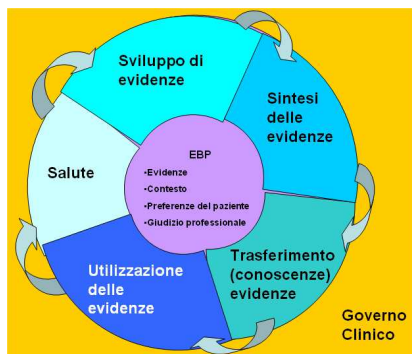 Sviluppo di
evidenze
Sintesi
delle
evidenze
EBP
•Evidenze
•Contesto
•Preferenze del paziente
•Giudizio professionale
Salute
Utilizzazione
delle
evidenze
Trasferimento
(conoscenze)
evidenze
Governo
Clinico